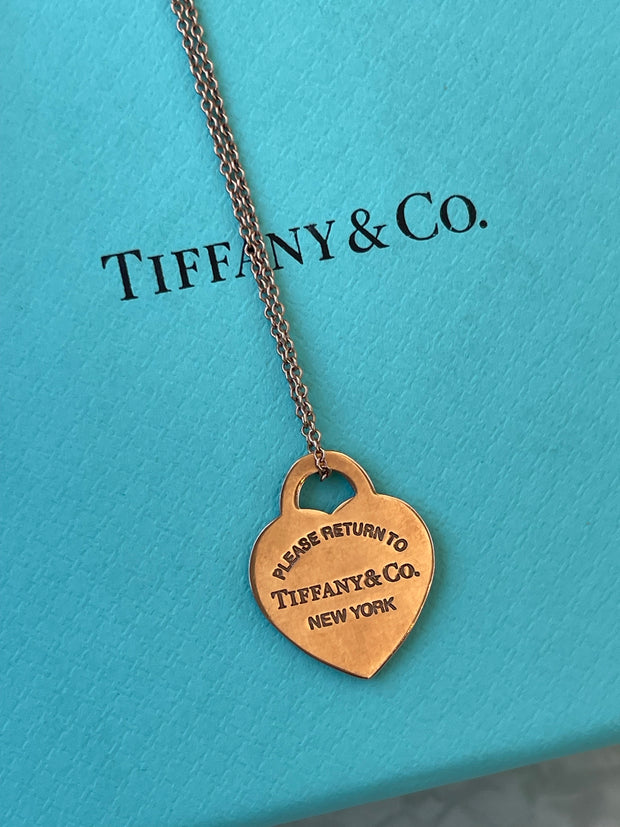 TIFFANY & CO.
PLEASE RETURN TO
TIFFANY & CO.
NEW YORK